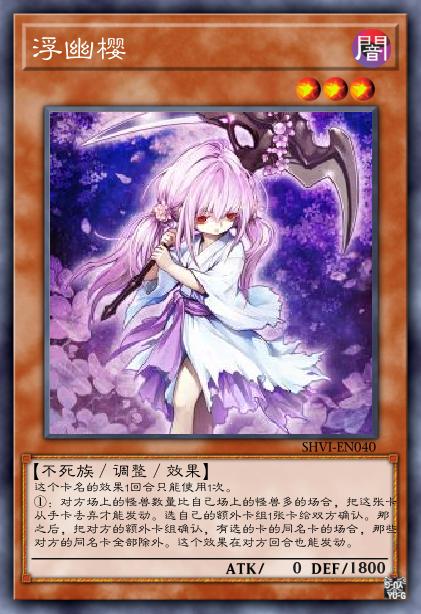 浮幽樱
闇
SHVI-EN040
【不死族／调整／效果】
这个卡名的效果1回合只能使用1次。
①：对方场上的怪兽数量比自己场上的怪兽多的场合，把这张卡
从手卡丢弃才能发动。选自己的额外卡组1张卡给双方确认。那
之后，把对方的额外卡组确认，有选的卡的同名卡的场合，那些
对方的同名卡全部除外。这个效果在对方回合也能发动。
ATK/ 0 DEF/1800